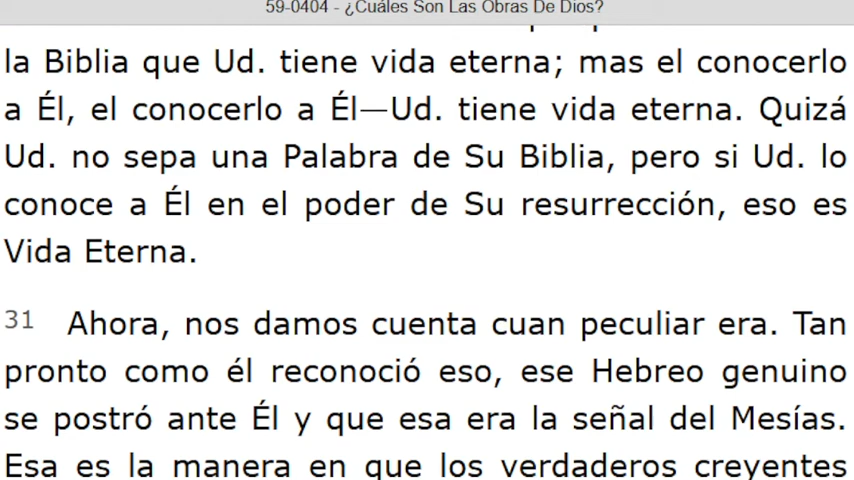 59-0404 - ¿Cuáles Son Las Obras De Dios?
la Biblia que Ud. tiene vida eterna; mas el conocerlo
a Él, el conocerlo a Él—Ud. tiene vida eterna. Quizá
Ud. no sepa una Palabra de Su Biblia, pero si Ud. lo
conoce a Él en el poder de Su resurrección, eso es
Vida Eterna.
31 Ahora, nos damos cuenta cuan peculiar era. Tan
pronto como él reconoció eso, ese Hebreo genuino
se postró ante Él y que esa era la señal del Mesías.
Esa es la manera en que los verdaderos creyentes